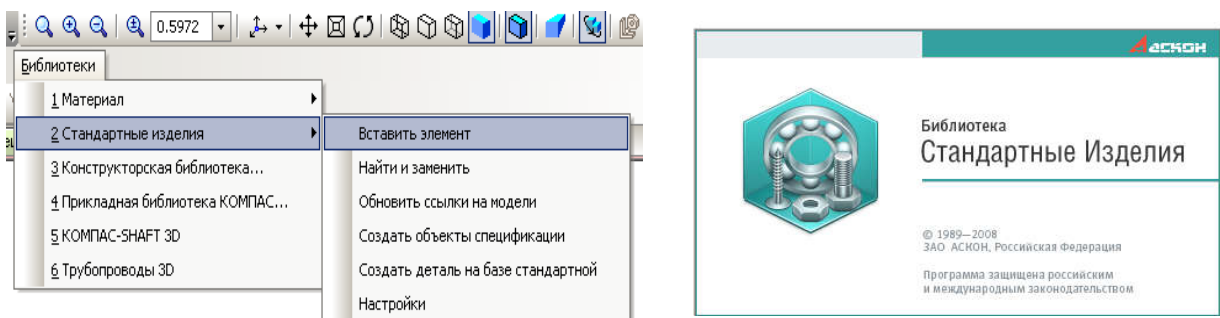 0.5972
Библиотеки
1 Материал
2 Стандартные изделия
3 Конструкторская библиотека...
4 Прикладная библиотека КОМПАС...
5 КОМПАС-SHAFT 3D
6 Трубопроводы 3D
Вставить элемент
Найти и заменить
Обновить ссылки на модели
Создать объекты спецификации
Создать деталь на базе стандартной
Настройки
АСКОН
Библиотека
Стандартные Изделия
© 1989—2008
ЗАО АСКОН, Российская Федерация
Программа защищена российским
и международным законодательством